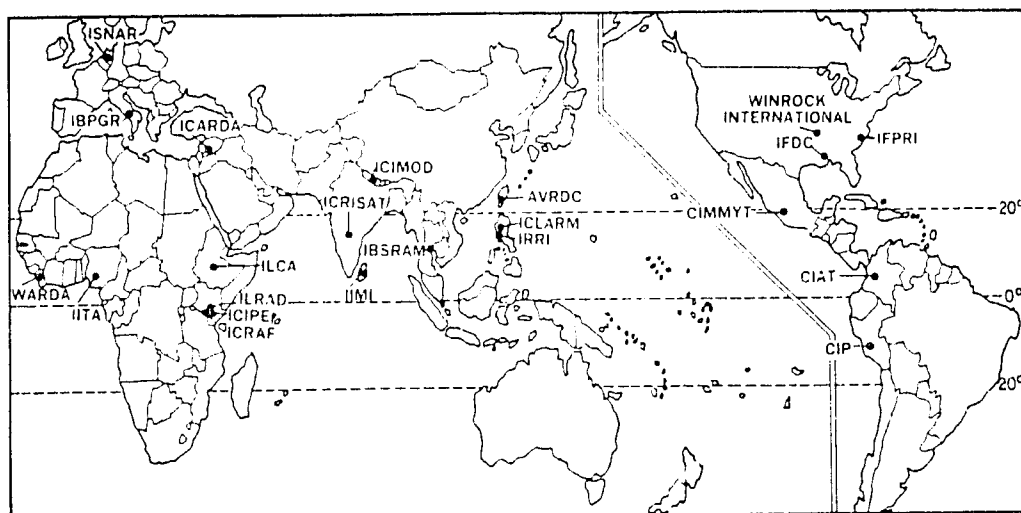 ISNAR
IBPGR
ICARDA
ICIMOD
ICRISAT
IBSRAM
AVRDC
ICLARM
IRRI
ILCA
WARDA
IITA
ILRAD
ICIPE
ICRAF
IIMI
WINROCK
INTERNATIONAL
IFDC
IFPRI
CIMMYT
20°
CIAT
0°
CIP
20°